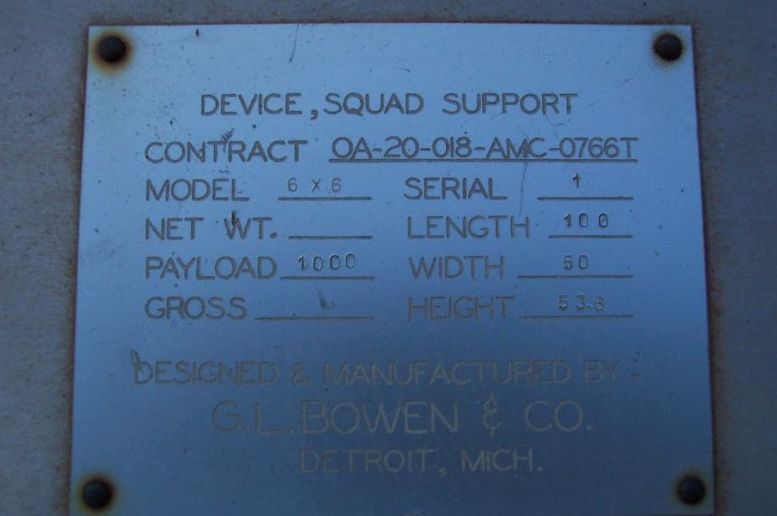 DEVICE, SQUAD SUPPORT
CONTRACT OA-20-018-AMC-0766T
MODEL 6 X 6 SERIAL 1
NET WT. LENGTH 100
PAYLOAD 1000 WIDTH 60
GROSS HEIGHT 53.6
DESIGNED & MANUFACTURED BY :
G.L. BOWEN & CO.
DETROIT, MICH.